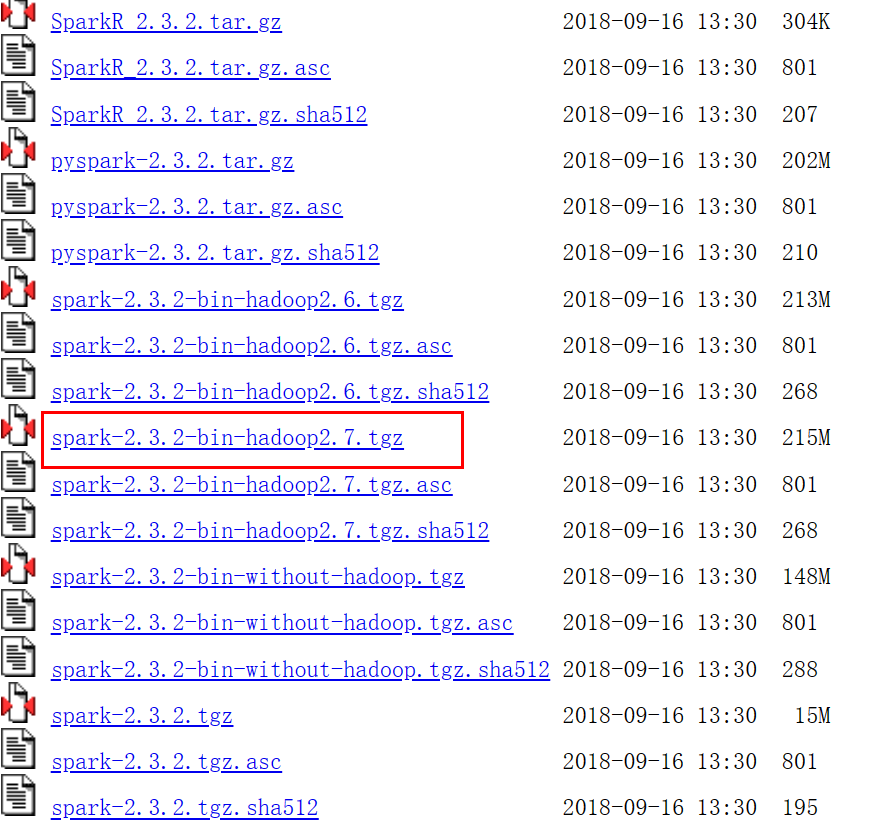 SparkR_2.3.2.tar.gz 2018-09-16 13:30 304K
SparkR_2.3.2.tar.gz.asc 2018-09-16 13:30 801
SparkR_2.3.2.tar.gz.sha512 2018-09-16 13:30 207
pyspark-2.3.2.tar.gz 2018-09-16 13:30 202M
pyspark-2.3.2.tar.gz.asc 2018-09-16 13:30 801
pyspark-2.3.2.tar.gz.sha512 2018-09-16 13:30 210
spark-2.3.2-bin-hadoop2.6.tgz 2018-09-16 13:30 213M
spark-2.3.2-bin-hadoop2.6.tgz.asc 2018-09-16 13:30 801
spark-2.3.2-bin-hadoop2.6.tgz.sha512 2018-09-16 13:30 268
spark-2.3.2-bin-hadoop2.7.tgz 2018-09-16 13:30 215M
spark-2.3.2-bin-hadoop2.7.tgz.asc 2018-09-16 13:30 801
spark-2.3.2-bin-hadoop2.7.tgz.sha512 2018-09-16 13:30 268
spark-2.3.2-bin-without-hadoop.tgz 2018-09-16 13:30 148M
spark-2.3.2-bin-without-hadoop.tgz.asc 2018-09-16 13:30 801
spark-2.3.2-bin-without-hadoop.tgz.sha512 2018-09-16 13:30 288
spark-2.3.2.tgz 2018-09-16 13:30 15M
spark-2.3.2.tgz.asc 2018-09-16 13:30 801
spark-2.3.2.tgz.sha512 2018-09-16 13:30 195